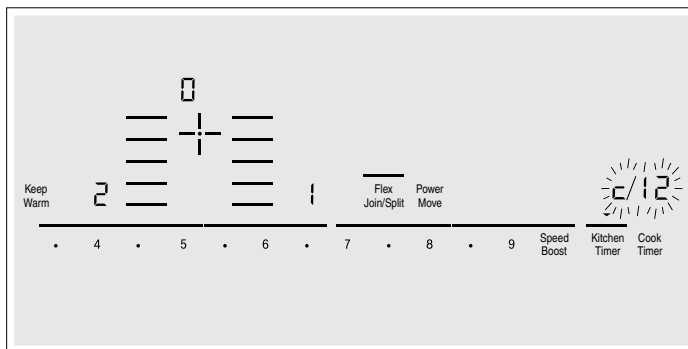 0
Keep
Warm
2
1
Flex
Join/Split
Power
Move
c/12
. 4 . 5 . 6 . 7 . 8 . 9
Speed
Boost
Kitchen
Timer
Cook
Timer